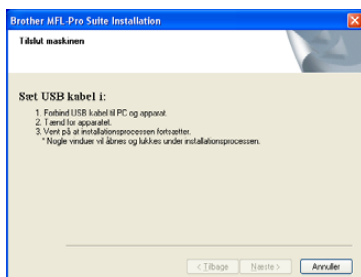 Brother MFL-Pro Suite Installation
Tilslut maskinen
Sæt USB kabel i:
1. Forbind USB kabel til PC og apparat.
2. Tænd for apparatet.
3. Vent på at installationsprocessen fortsætter.
* Nogle vinduer vil åbnes og lukkes under installationsprocessen.
< Tilbage Næste > Annuller